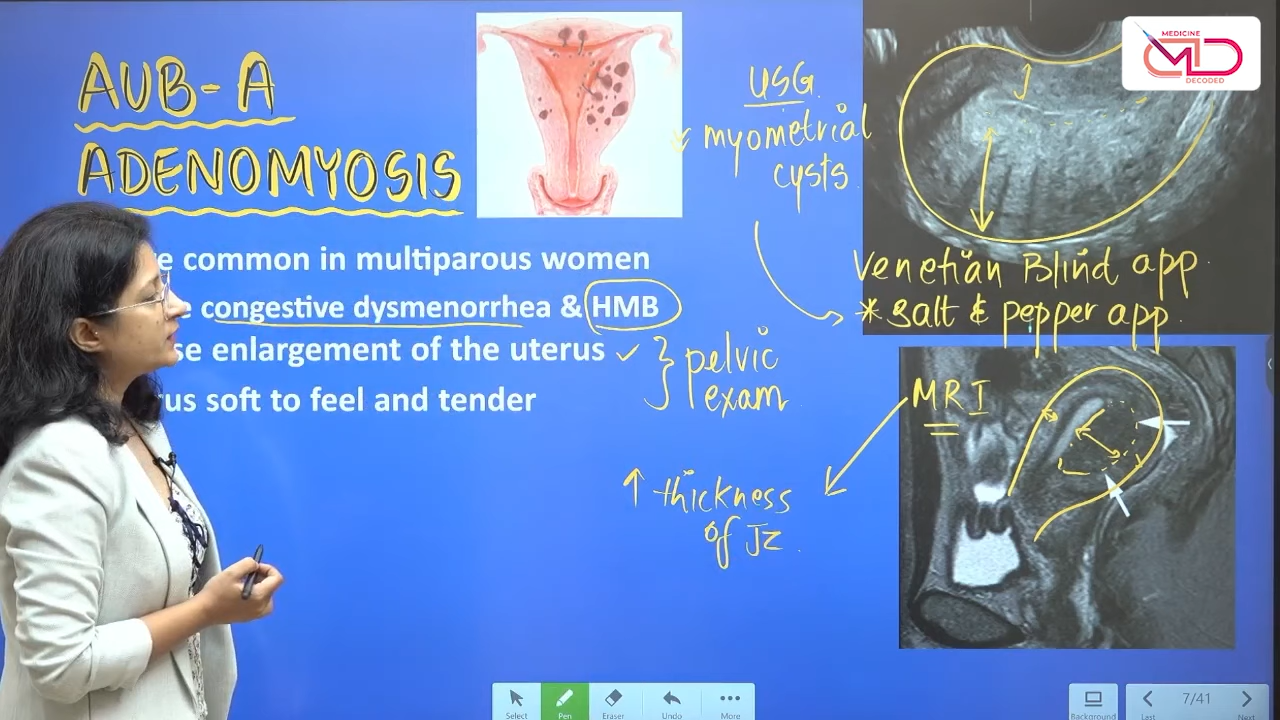 AUB-A
ADENOMYOSIS
common in multiparous women
congestive dysmenorrhea & HMB
enlargement of the uterus
soft to feel and tender
} pelvic
exam
USG
myometrial
cysts
Venetian Blind app
* Salt & pepper app.
MRI
↑ thickness
of JZ
MEDICINE
MD
DECODED
Select
Pen
Eraser
Undo
More
Background
Last
7/41
Next